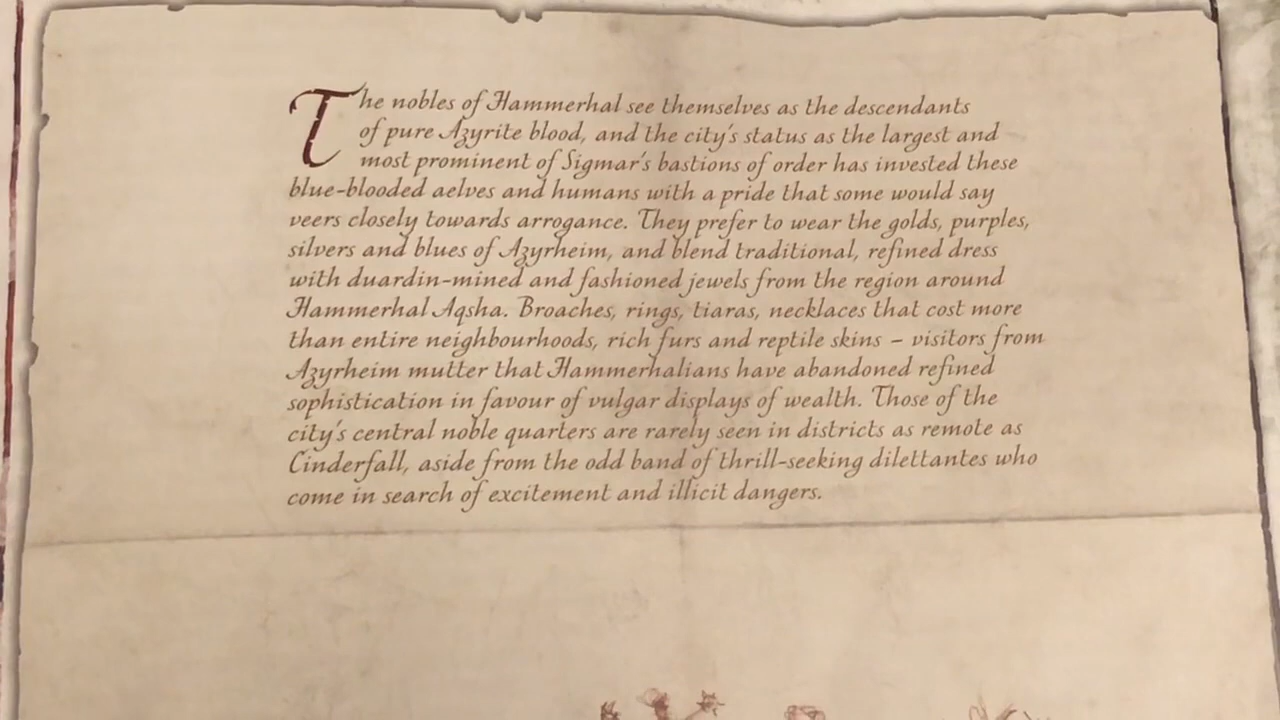 The nobles of Hammerhal see themselves as the descendants
of pure Azyrite blood, and the city's status as the largest and
most prominent of Sigmar's bastions of order has invested these
blue-blooded aelves and humans with a pride that some would say
veers closely towards arrogance. They prefer to wear the golds, purples,
silvers and blues of Azyrheim, and blend traditional, refined dress
with duardin-mined and fashioned jewels from the region around
Hammerhal Aqsha. Broaches, rings, tiaras, necklaces that cost more
than entire neighbourhoods, rich furs and reptile skins – visitors from
Azyrheim mutter that Hammerhalians have abandoned refined
sophistication in favour of vulgar displays of wealth. Those of the
city's central noble quarters are rarely seen in districts as remote as
Cinderfall, aside from the odd band of thrill-seeking dilettantes who
come in search of excitement and illicit dangers.